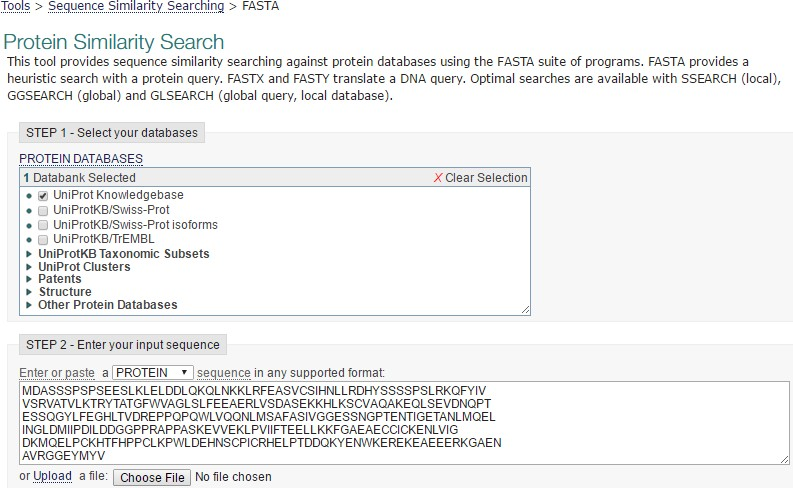 Tools > Sequence Similarity Searching > FASTA
Protein Similarity Search
This tool provides sequence similarity searching against protein databases using the FASTA suite of programs. FASTA provides a
heuristic search with a protein query. FASTX and FASTY translate a DNA query. Optimal searches are available with SSEARCH (local),
GGSEARCH (global) and GLSEARCH (global query, local database).
STEP 1 - Select your databases
PROTEIN DATABASES
1 Databank Selected X Clear Selection
UniProt Knowledgebase
UniProtKB/Swiss-Prot
UniProtKB/Swiss-Prot isoforms
UniProtKB/TrEMBL
UniProtKB Taxonomic Subsets
UniProt Clusters
Patents
Structure
Other Protein Databases
STEP 2 - Enter your input sequence
Enter or paste a PROTEIN sequence in any supported format:
MDASSSPSPSEESLKLELDDLQKQLNKKLRFEASVCSIHNLLRDHYSSSSPSLRKQFYIV
VSRVATVLKTRYTATGFWVAGLSLFEEAERLVSDASEKKHLKSCVAQAKEQLSEVDNQPT
ESSQGYLFEGHLTVDREPPQPQWLVQQNLMSAFASIVGGESSNGPTENTIGETANLMQEL
INGLDMIIPDILDDGGPPRAPPASKEVVEKLPVIIFTEELLKKFGAEAECCICKENLVIG
DKMQELPCKHTFHPPCLKPWLDEHNSCPICRHELPTDDQKYENWKEREKEAEEERKGAEN
AVRGGEYMYV
or Upload a file: Choose File No file chosen